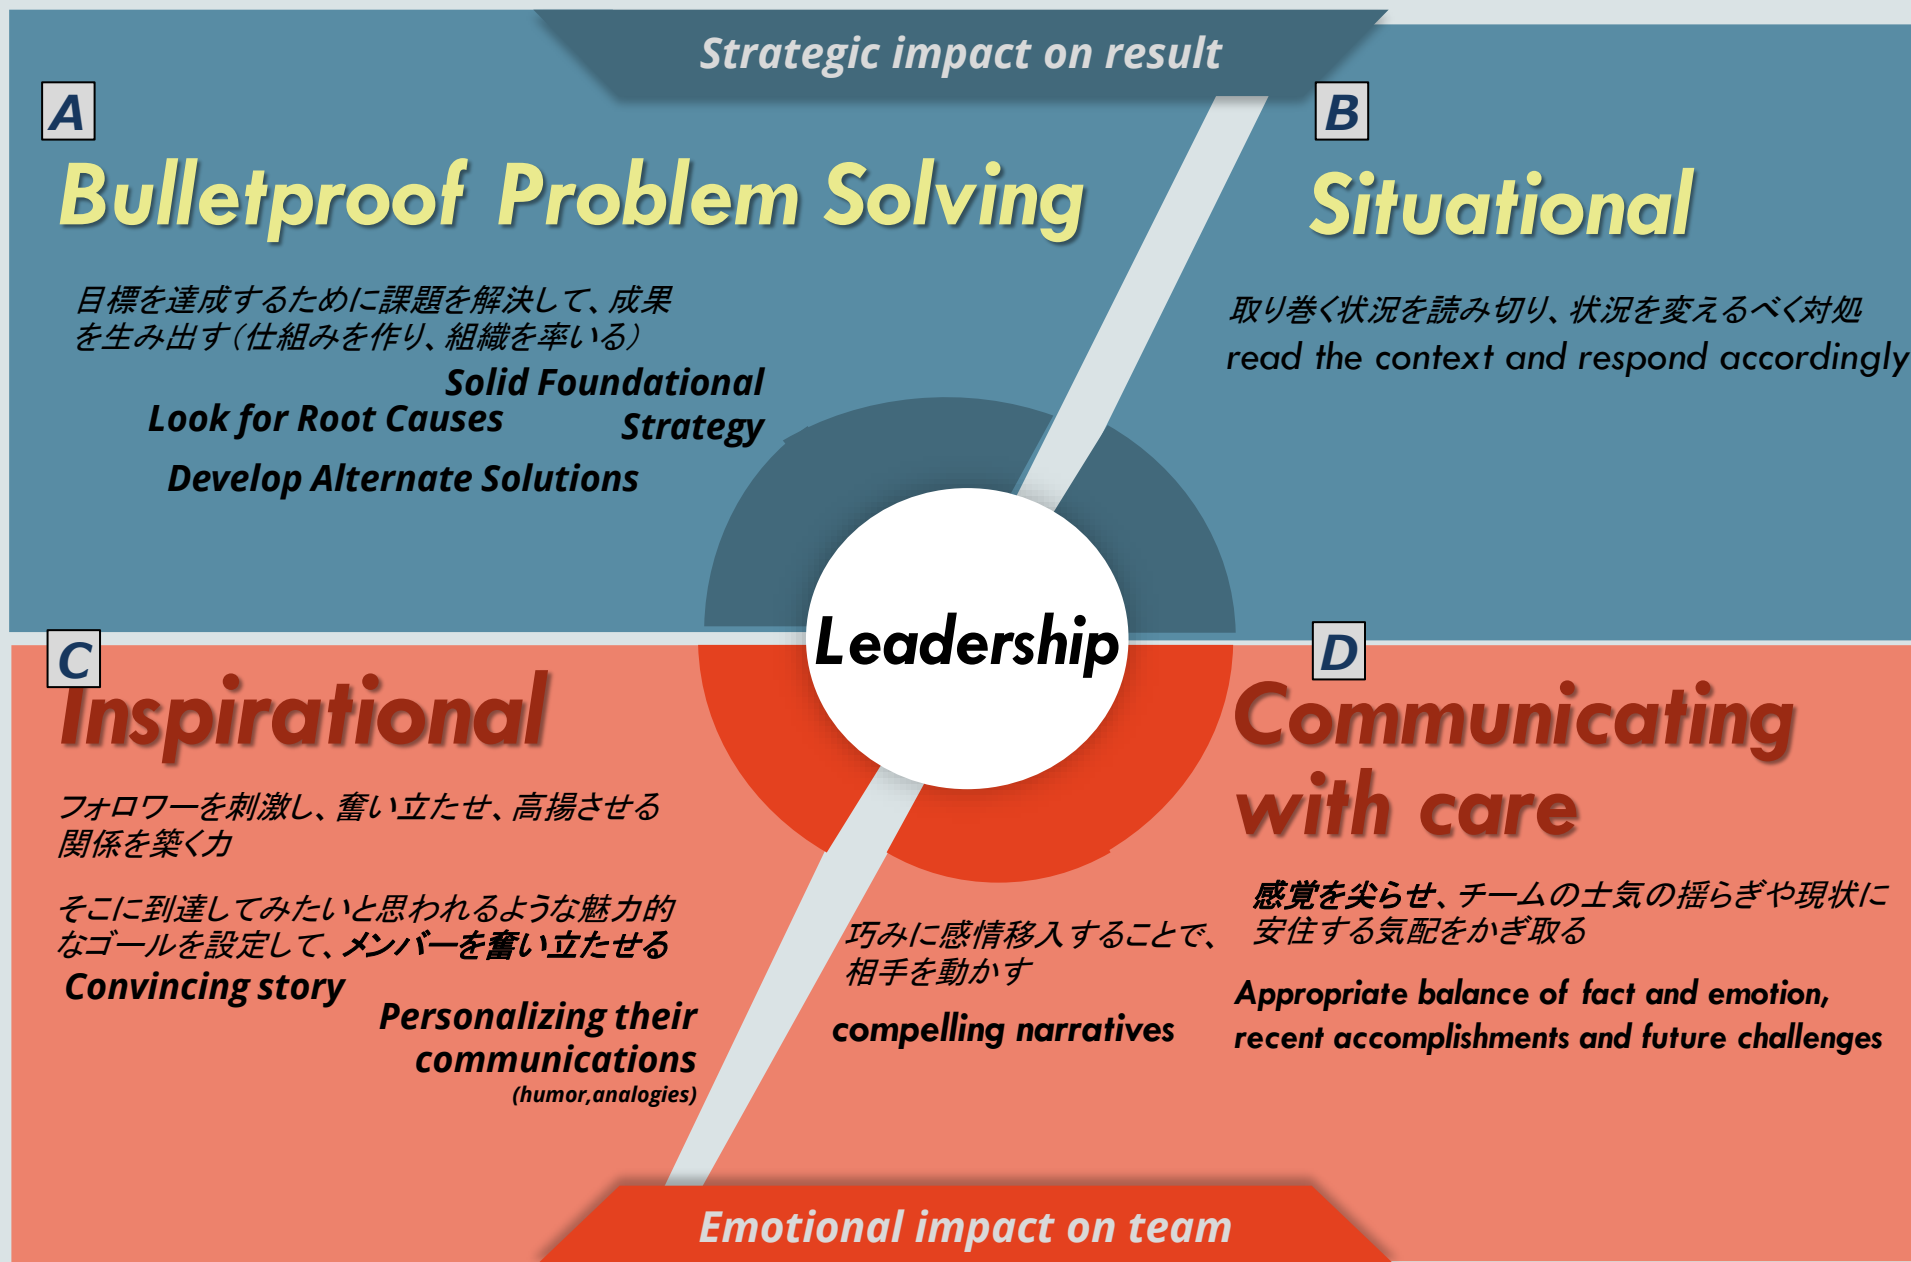 Strategic impact on result
A
Bulletproof Problem Solving
目標を達成するために課題を解決して、成果
を生み出す（仕組みを作り、組織を率いる）
Solid Foundational
Strategy
Look for Root Causes
Develop Alternate Solutions
B
Situational
取り巻く状況を読み切り、状況を変えるべく対処
read the context and respond accordingly
Leadership
C
Inspirational
フォロワーを刺激し、奮い立たせ、高揚させる
関係を築く力
そこに到達してみたいと思われるような魅力的
なゴールを設定して、メンバーを奮い立たせる
Convincing story
Personalizing their
communications
(humor,analogies)
巧みに感情移入することで、
相手を動かす
compelling narratives
D
Communicating
with care
感覚を尖らせ、チームの士気の揺らぎや現状に
安住する気配をかぎ取る
Appropriate balance of fact and emotion,
recent accomplishments and future challenges
Emotional impact on team